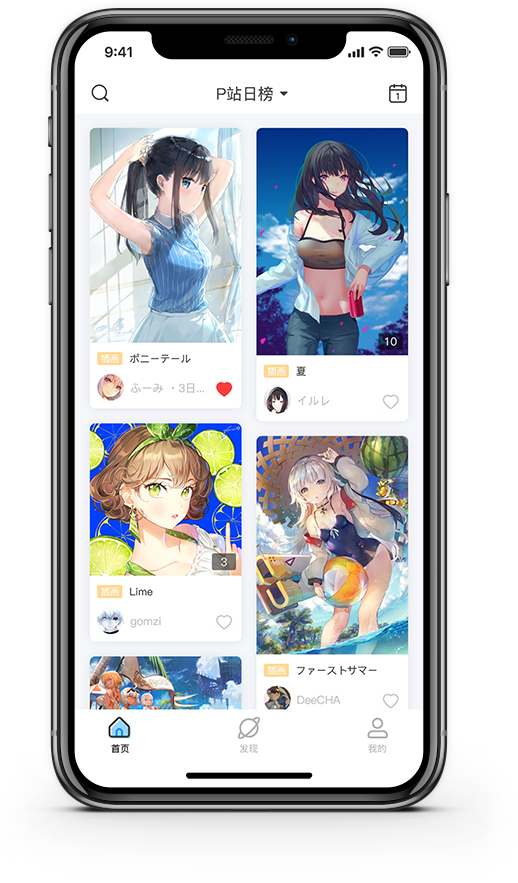 9:41
P站日榜
1
插画 ポニーテール
ふーみ ・3日...
10
插画 夏
イルレ
3
插画 Lime
gomzi
插画 ファーストサマー
DeeCHA
首页
发现
我的